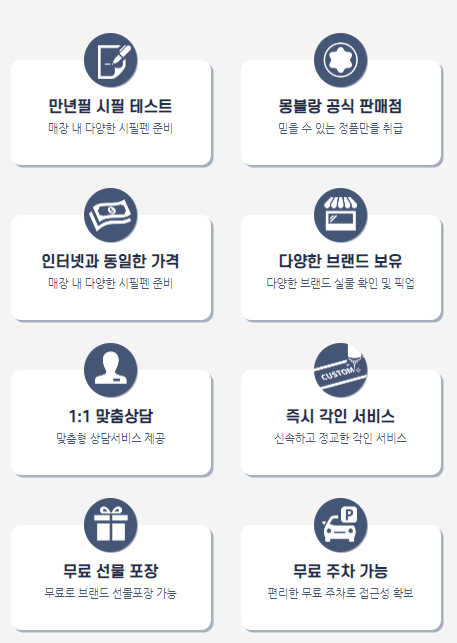 만년필 시필 테스트
매장 내 다양한 시필펜 준비
몽블랑 공식 판매점
믿을 수 있는 정품만을 취급
인터넷과 동일한 가격
매장 내 다양한 시필펜 준비
다양한 브랜드 보유
다양한 브랜드 실물 확인 및 픽업
1:1 맞춤상담
맞춤형 상담서비스 제공
CUSTOM
즉시 각인 서비스
신속하고 정교한 각인 서비스
무료 선물 포장
무료로 브랜드 선물포장 가능
P
무료 주차 가능
편리한 무료 주차로 접근성 확보